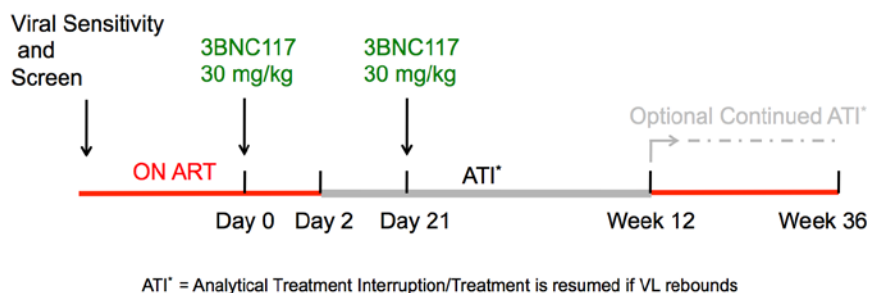 Viral Sensitivity
and
Screen
3BNC117
30 mg/kg
3BNC117
30 mg/kg
Optional Continued ATI*
ON ART
ATI*
Day 0
Day 2
Day 21
Week 12
Week 36
ATI* = Analytical Treatment Interruption/Treatment is resumed if VL rebounds